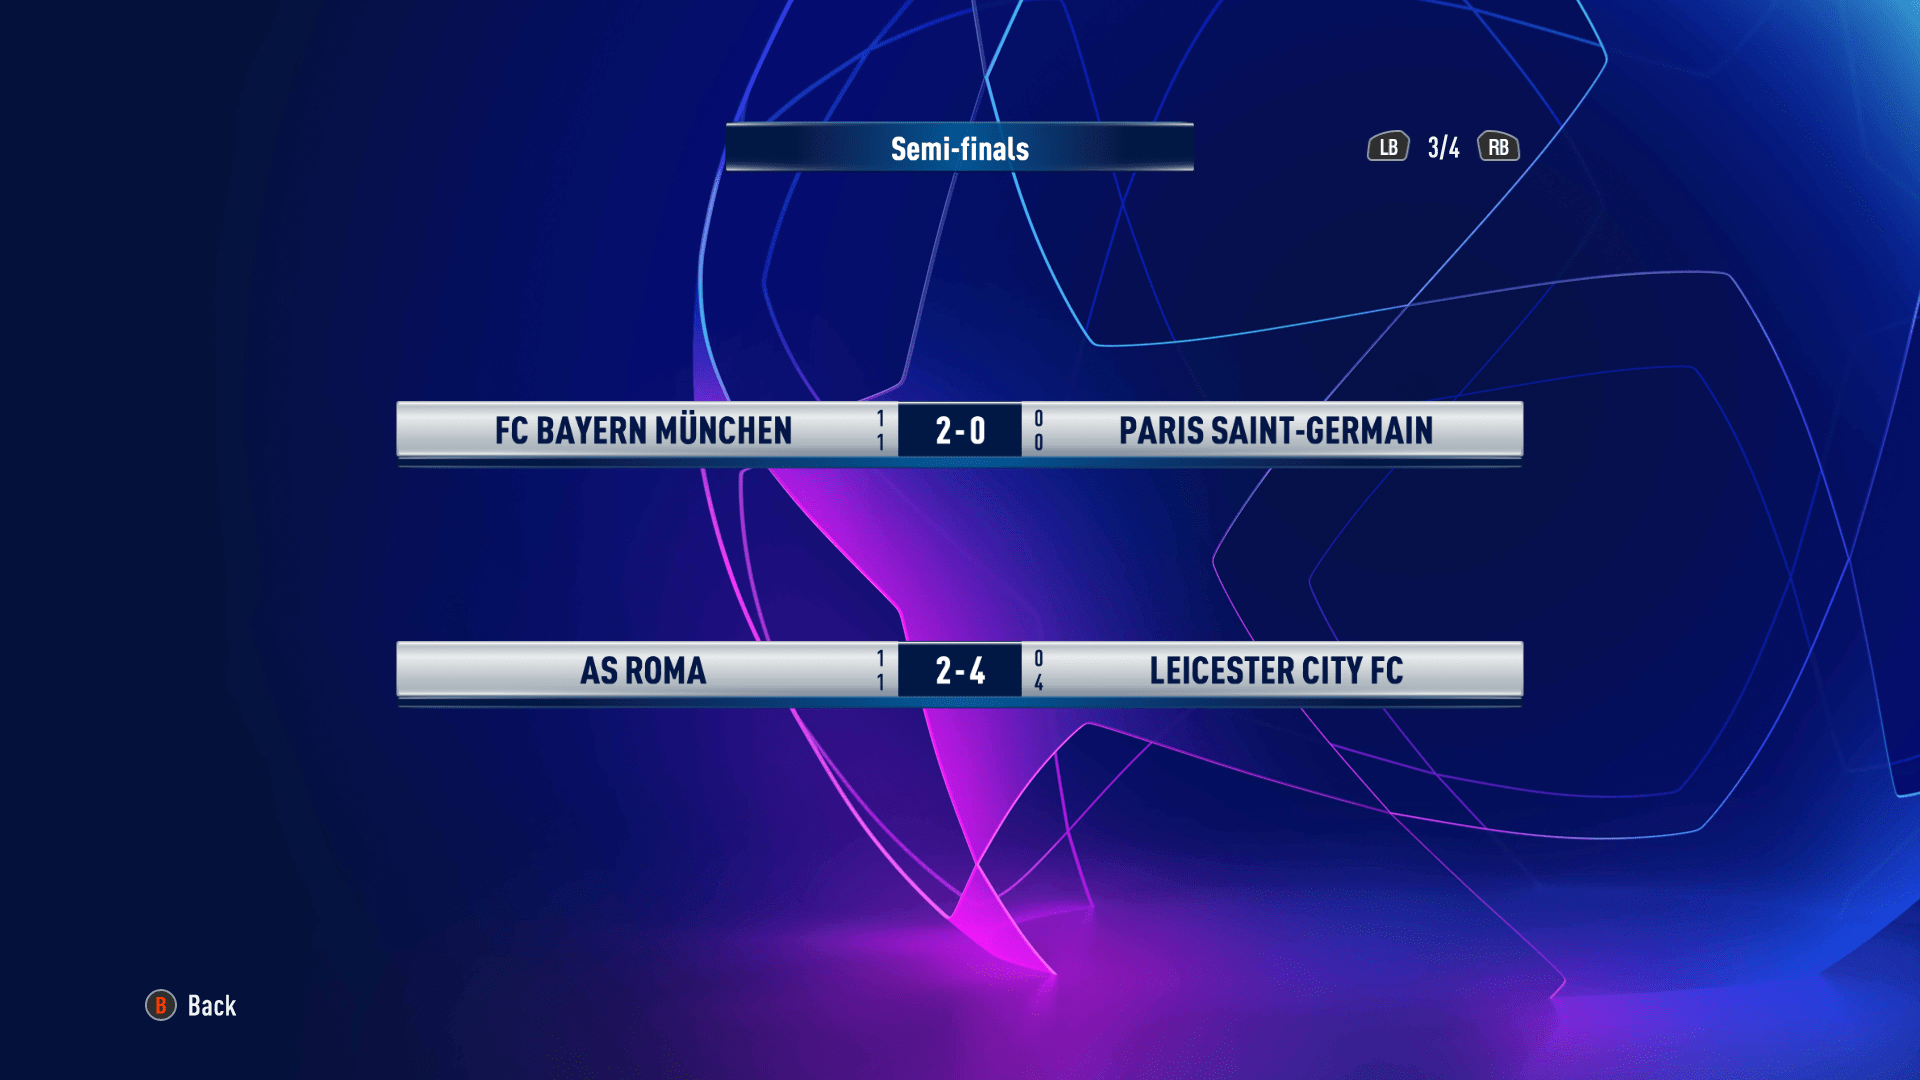 Semi-finals
LB 3/4 RB
FC BAYERN MÜNCHEN 1 1 2-0 0 0 PARIS SAINT-GERMAIN
AS ROMA 1 1 2-4 0 4 LEICESTER CITY FC
B Back